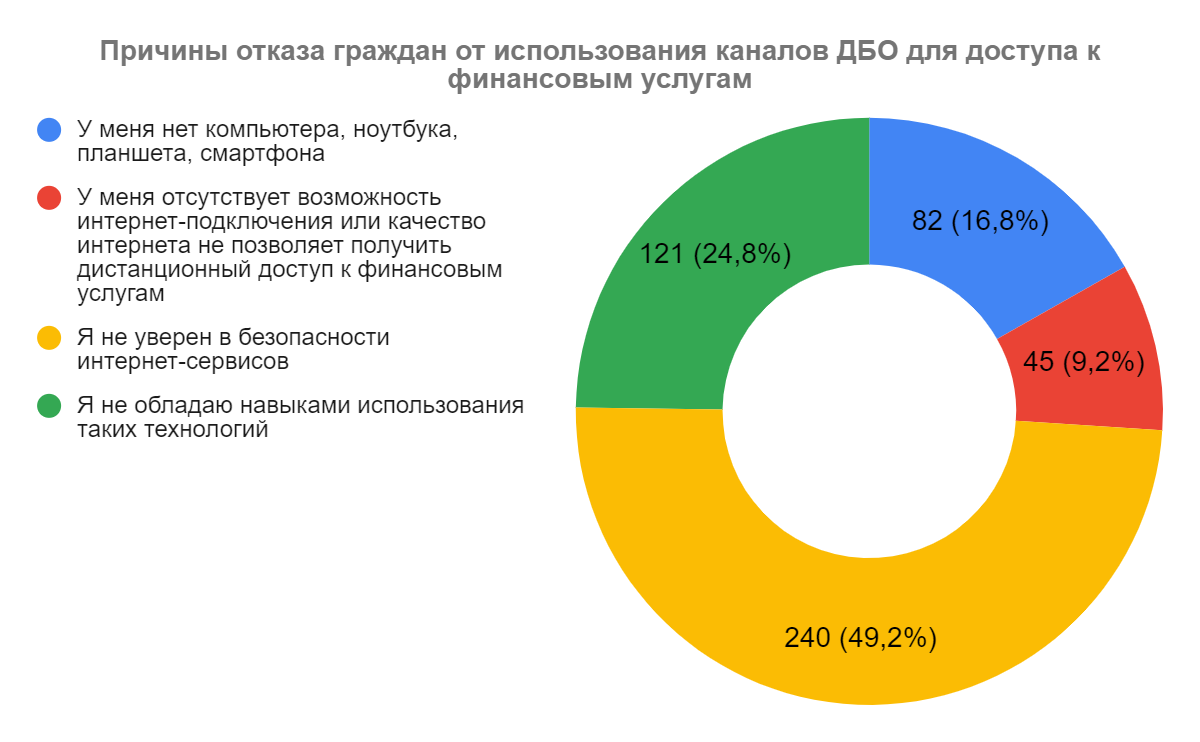 Причины отказа граждан от использования каналов ДБО для доступа к
финансовым услугам
У меня нет компьютера, ноутбука,
планшета, смартфона
У меня отсутствует возможность
интернет-подключения или качество
интернета не позволяет получить
дистанционный доступ к финансовым
услугам
Я не уверен в безопасности
интернет-сервисов
Я не обладаю навыками использования
таких технологий
82 (16,8%)
121 (24,8%)
45 (9,2%)
240 (49,2%)